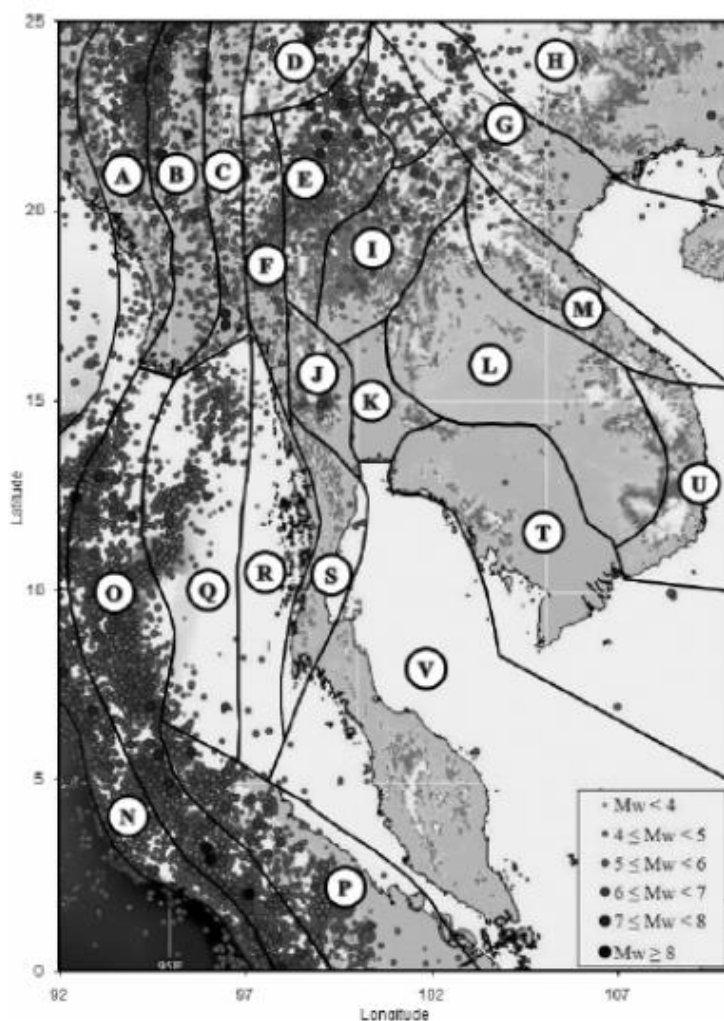 25
D
H
G
A
B
C
E
20
F
I
M
J
L
K
15
U
T
Latitude
O
Q
R
S
10
V
5
N
P
Mw < 4
4 ≤ Mw < 5
5 ≤ Mw < 6
6 ≤ Mw < 7
7 ≤ Mw < 8
Mw ≥ 8
95°E
0
92 97 102 107
Longitude